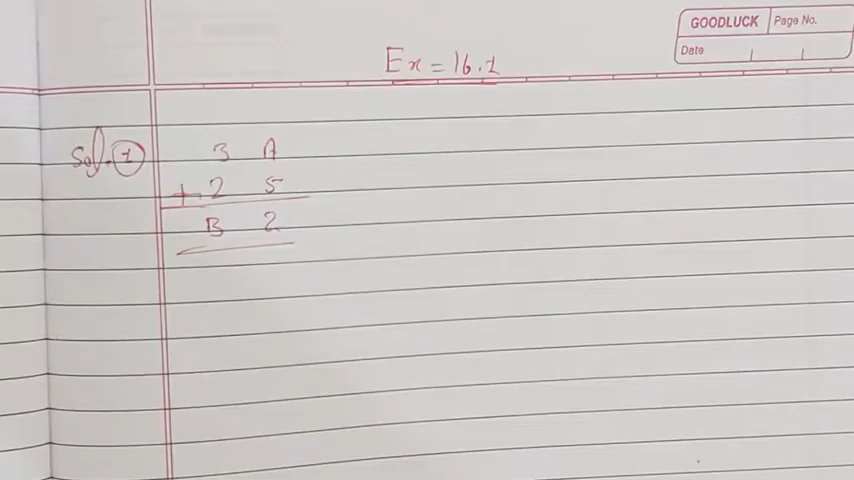 GOODLUCK Page No.
Date
Ex = 16.1
Sol. 1 3 A
+ 2 5
B 2